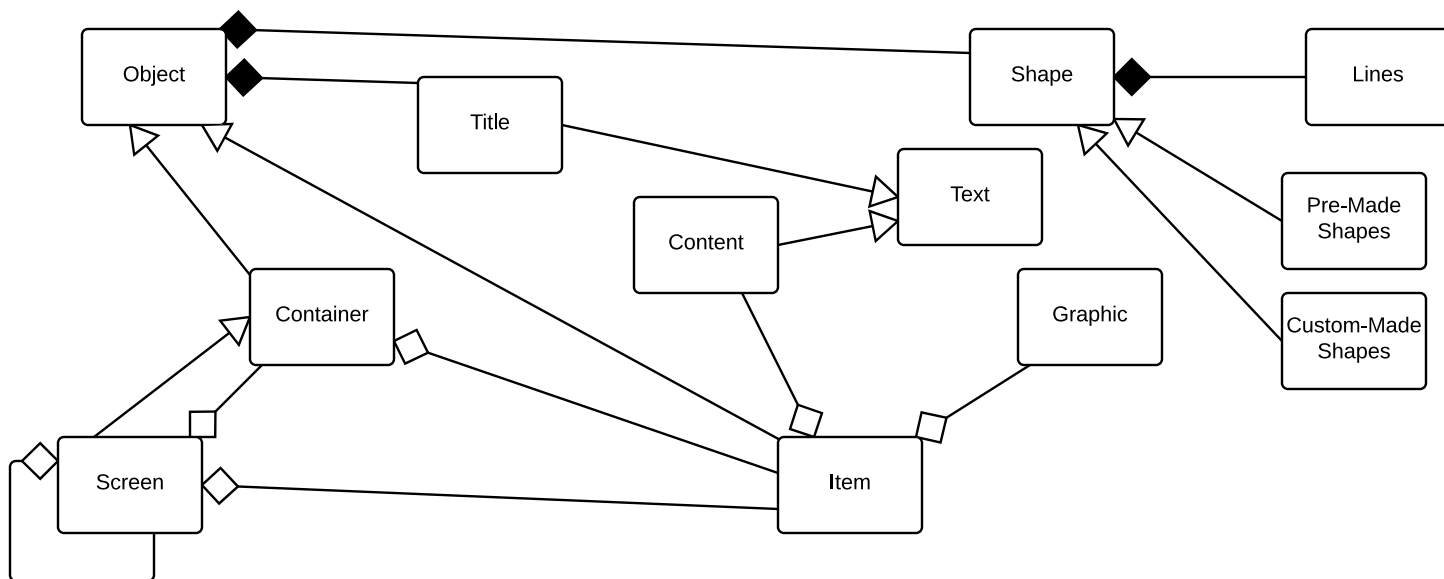 Object
Shape
Lines
Title
Text
Pre-Made
Shapes
Content
Container
Graphic
Custom-Made
Shapes
Screen
Item